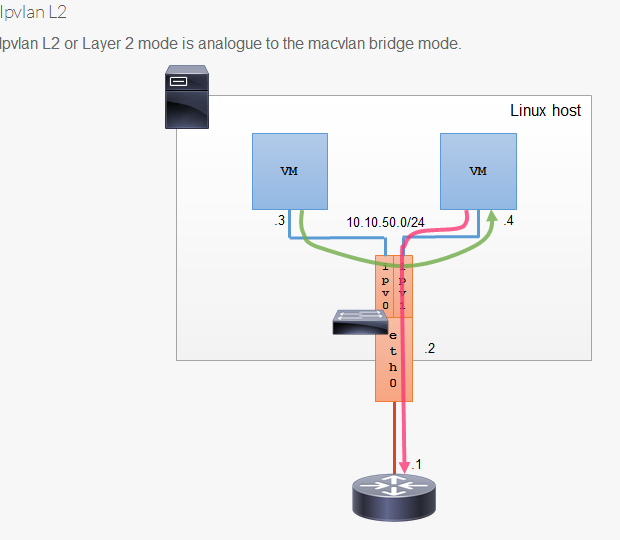 Ipvlan L2
Ipvlan L2 or Layer 2 mode is analogue to the macvlan bridge mode.
Linux host
VM
VM
.3
10.10.50.0/24
.4
ipv0
ipv1
eth0
.2
.1